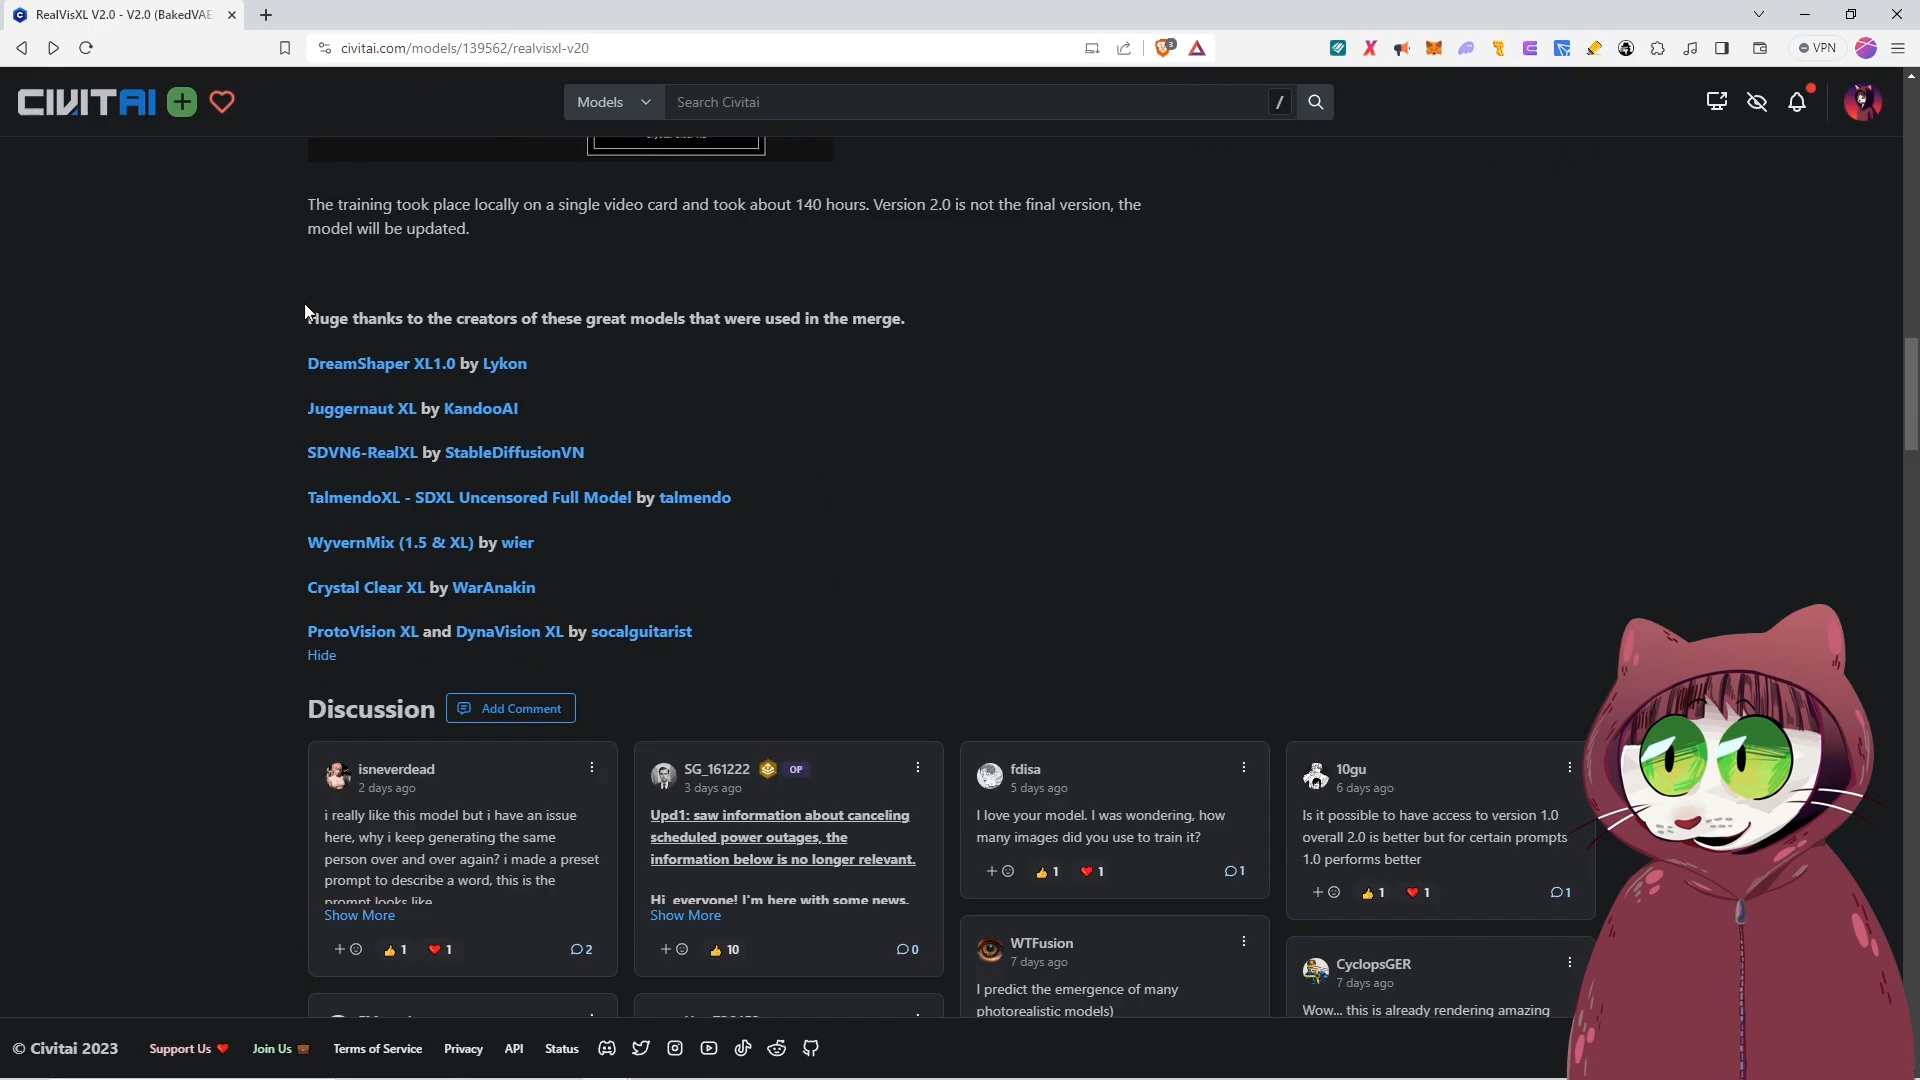 RealVisXL V2.0 - V2.0 (BakedVAE
civitai.com/models/139562/realvisxl-v20
3
VPN
CIVITAI
Models
Search Civitai
/
The training took place locally on a single video card and took about 140 hours. Version 2.0 is not the final version, the
model will be updated.
Huge thanks to the creators of these great models that were used in the merge.
DreamShaper XL1.0 by Lykon
Juggernaut XL by KandooAI
SDVN6-RealXL by StableDiffusionVN
TalmendoXL - SDXL Uncensored Full Model by talmendo
WyvernMix (1.5 & XL) by wier
Crystal Clear XL by WarAnakin
ProtoVision XL and DynaVision XL by socalguitarist
Hide
Discussion
Add Comment
isneverdead
2 days ago
i really like this model but i have an issue
here, why i keep generating the same
person over and over again? i made a preset
prompt to describe a word, this is the
prompt looks like
Show More
1
1
2
SG_161222
OP
3 days ago
Upd1: saw information about canceling
scheduled power outages, the
information below is no longer relevant.
Hi, everyone! I'm here with some news.
Show More
10
0
fdisa
5 days ago
I love your model. I was wondering, how
many images did you use to train it?
1
1
1
10gu
6 days ago
Is it possible to have access to version 1.0
overall 2.0 is better but for certain prompts
1.0 performs better
1
1
1
WTFusion
7 days ago
I predict the emergence of many
photorealistic models)
CyclopsGER
7 days ago
Wow... this is already rendering amazing
© Civitai 2023
Support Us
Join Us
Terms of Service
Privacy
API
Status